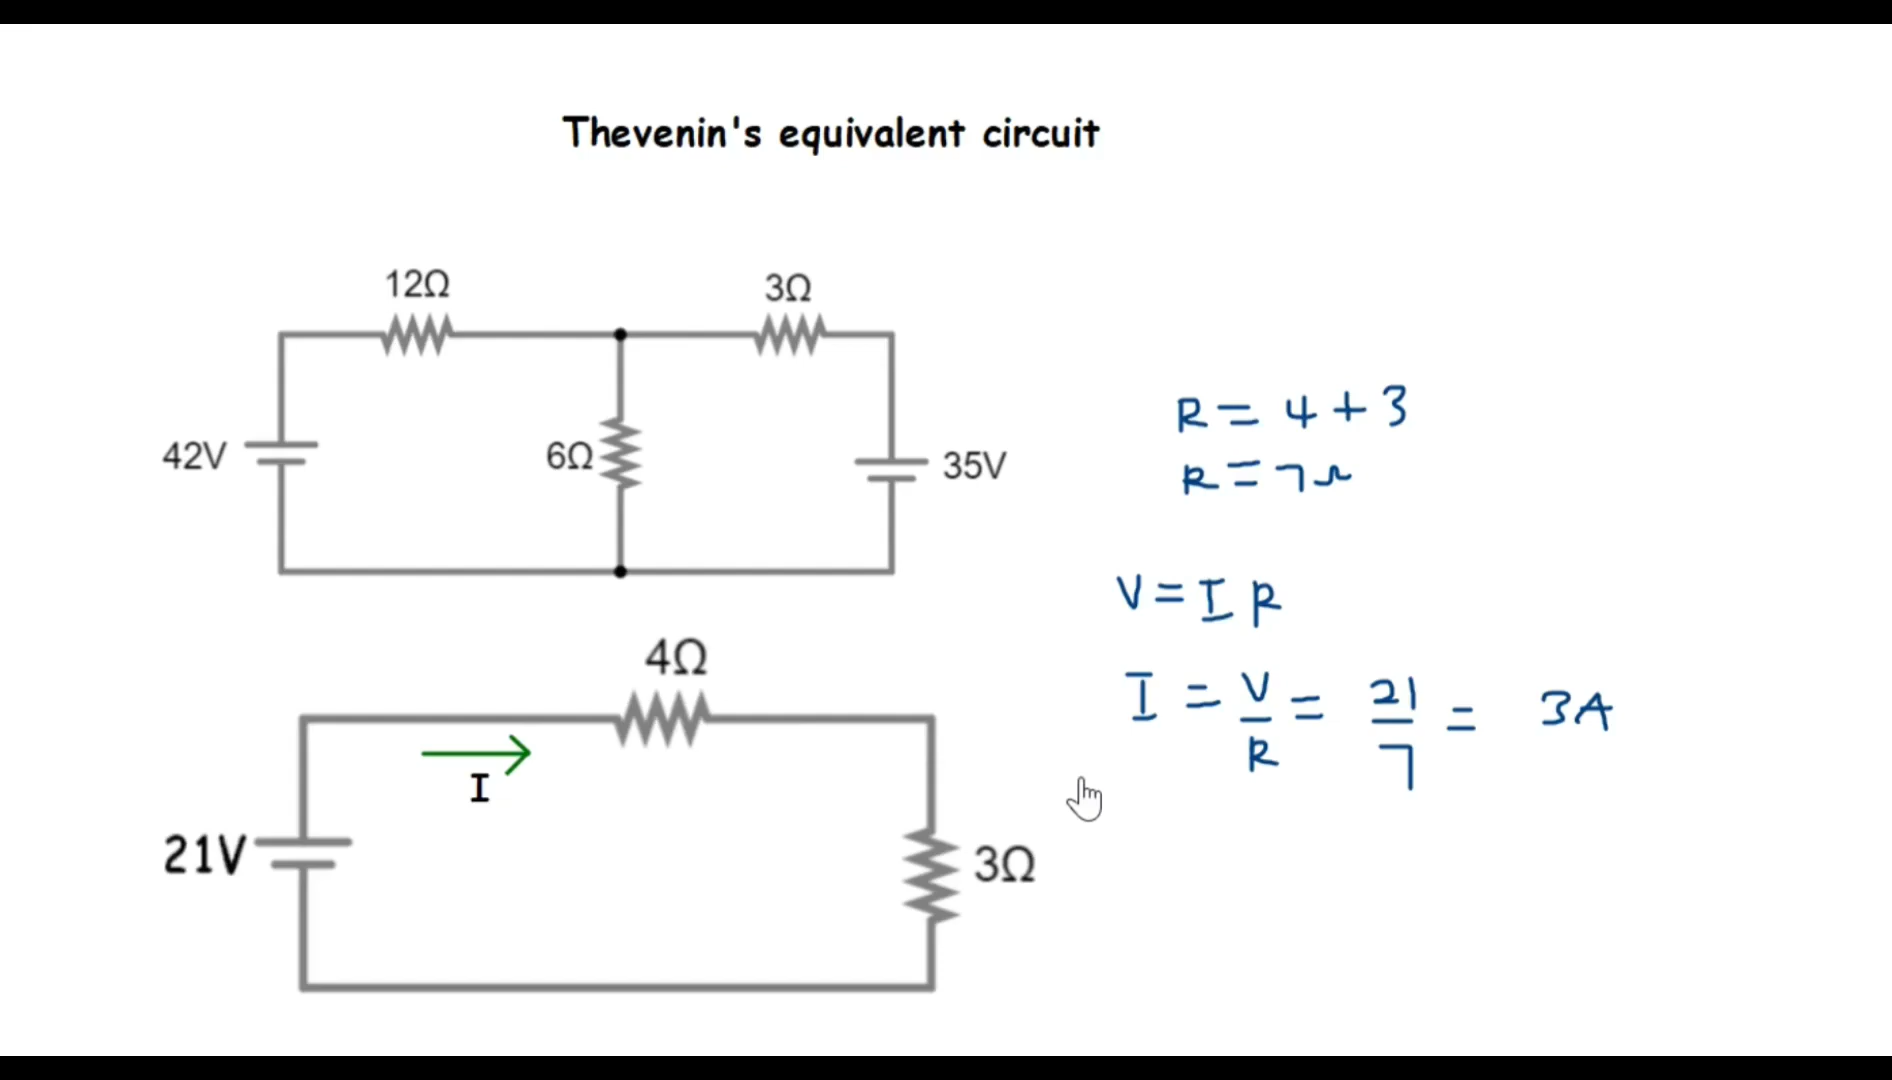 Thevenin's equivalent circuit
12Ω
3Ω
42V
6Ω
35V
R = 4 + 3
R = 7Ω
V = I R
4Ω
I = V/R = 21/7 = 3A
I
21V
3Ω